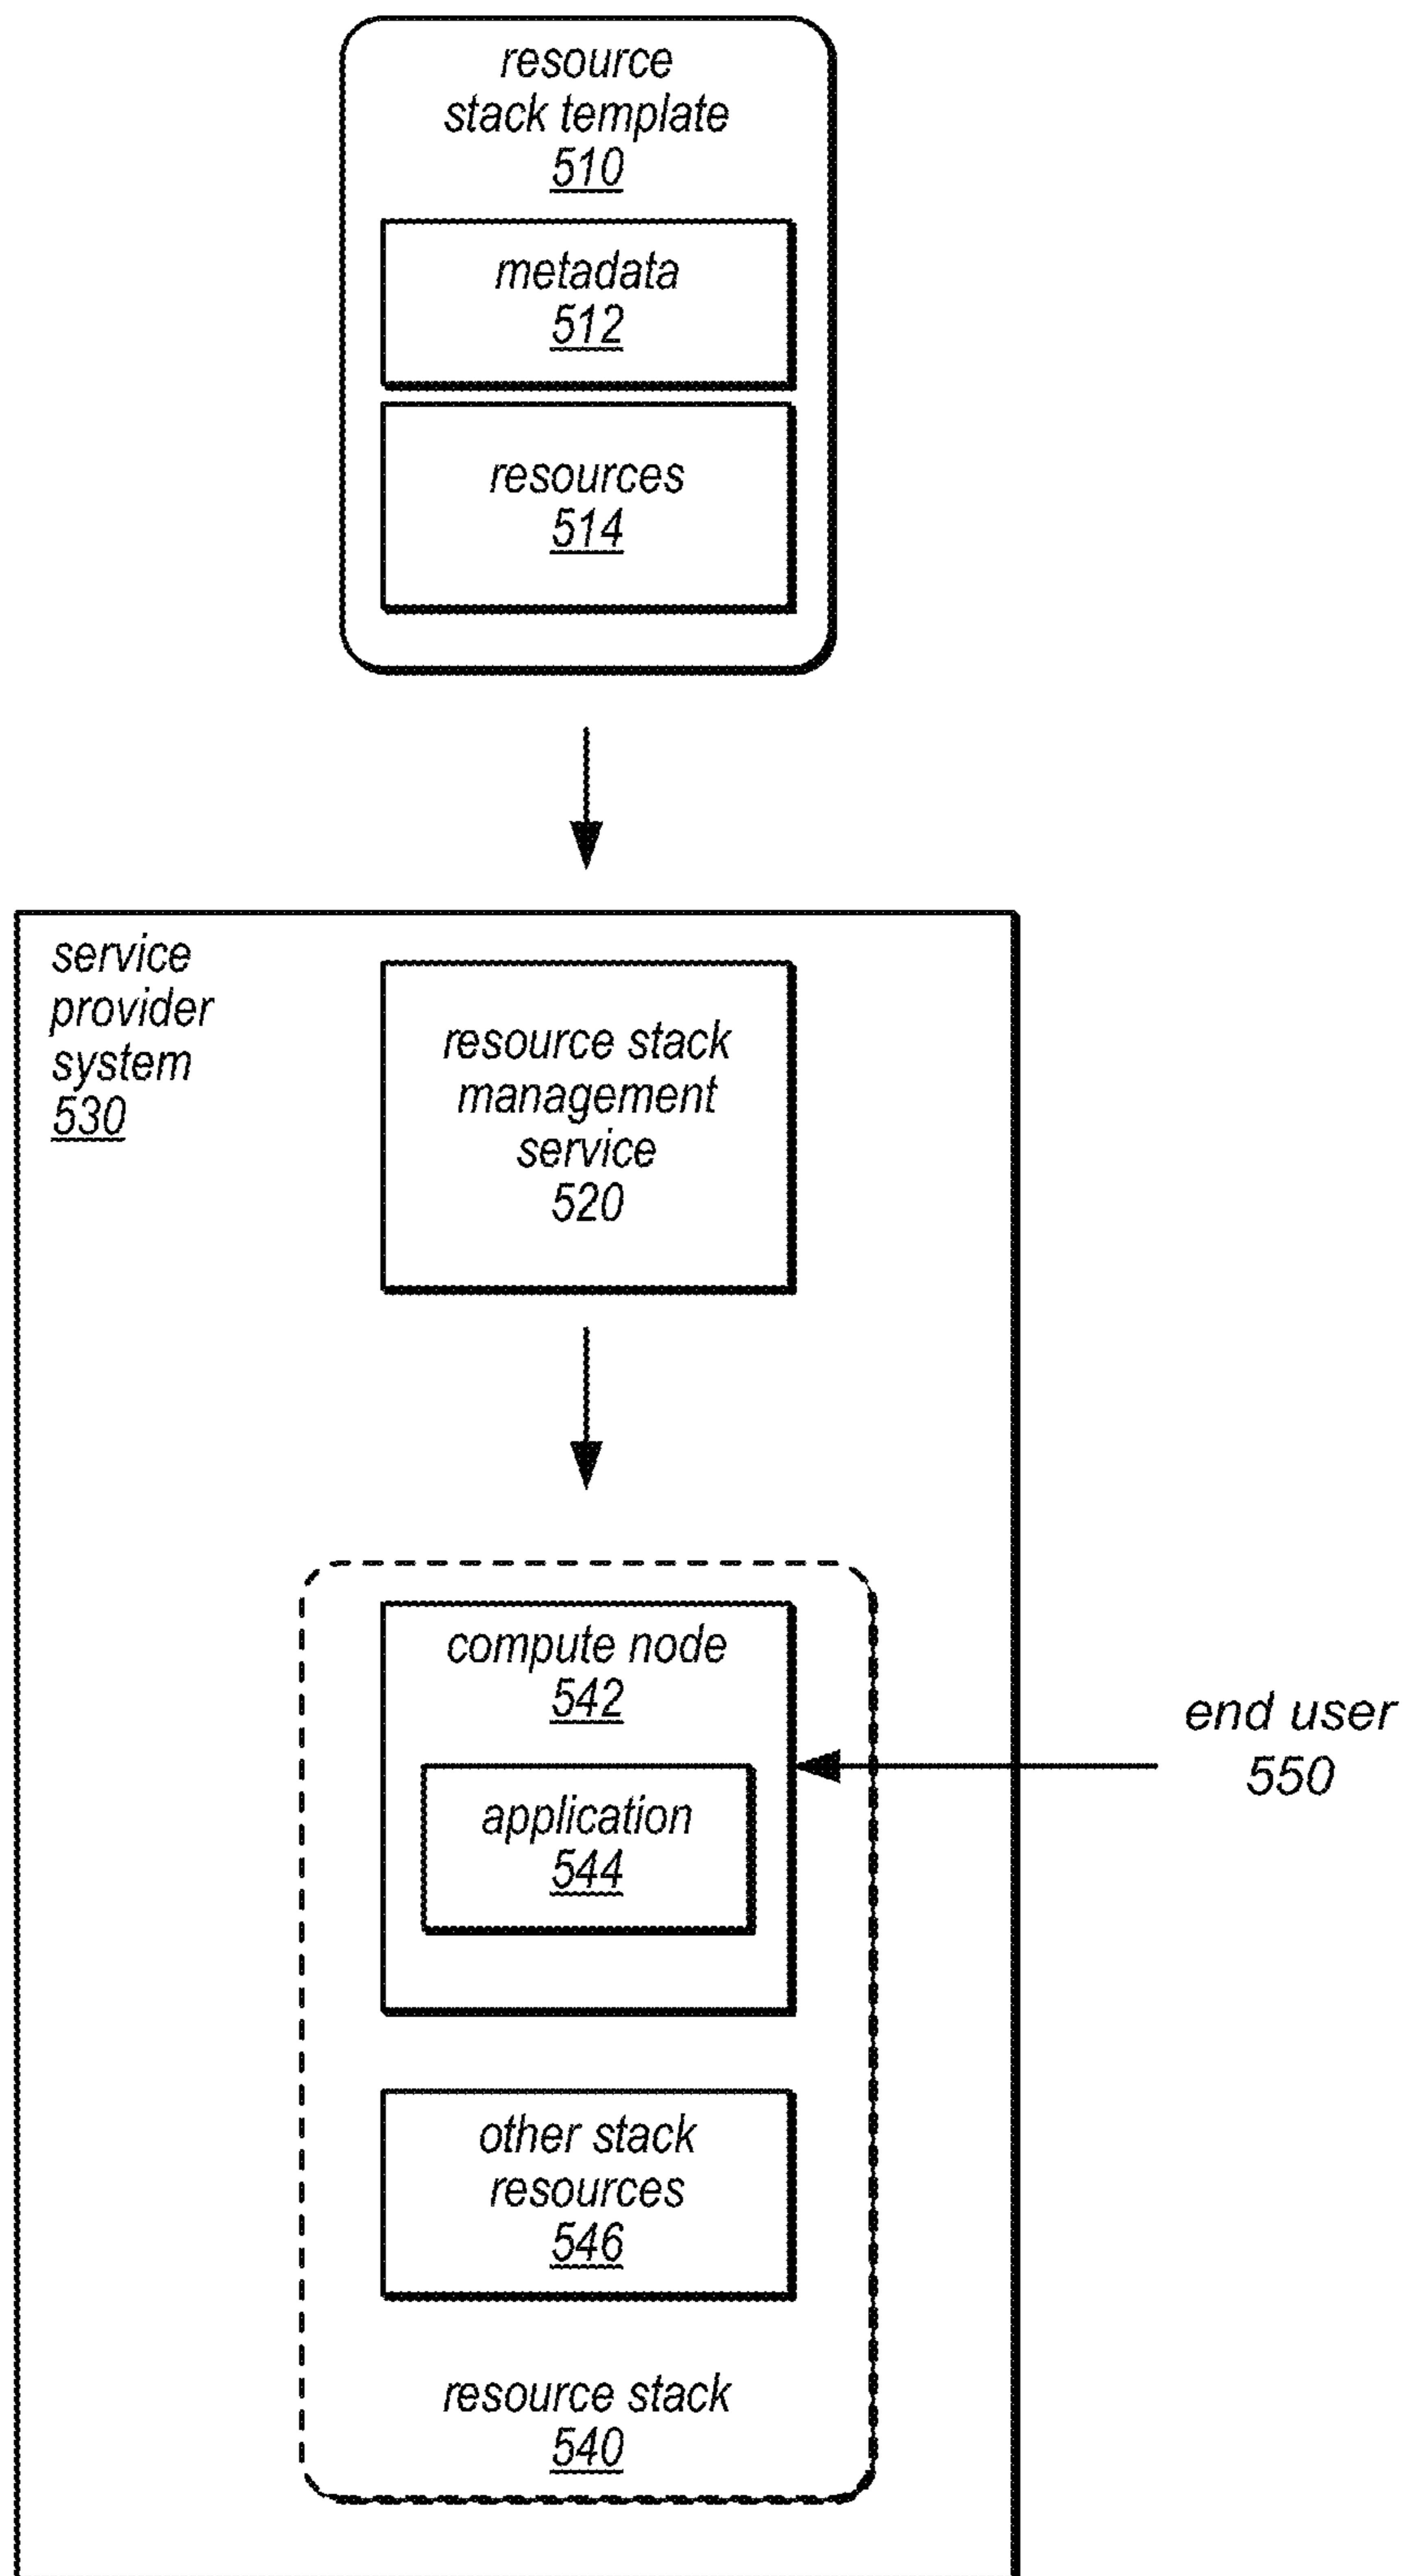 resource
stack template
510
metadata
512
resources
514
service
provider
system
530
resource stack
management
service
520
compute node
542
application
544
end user
550
other stack
resources
546
resource stack
540